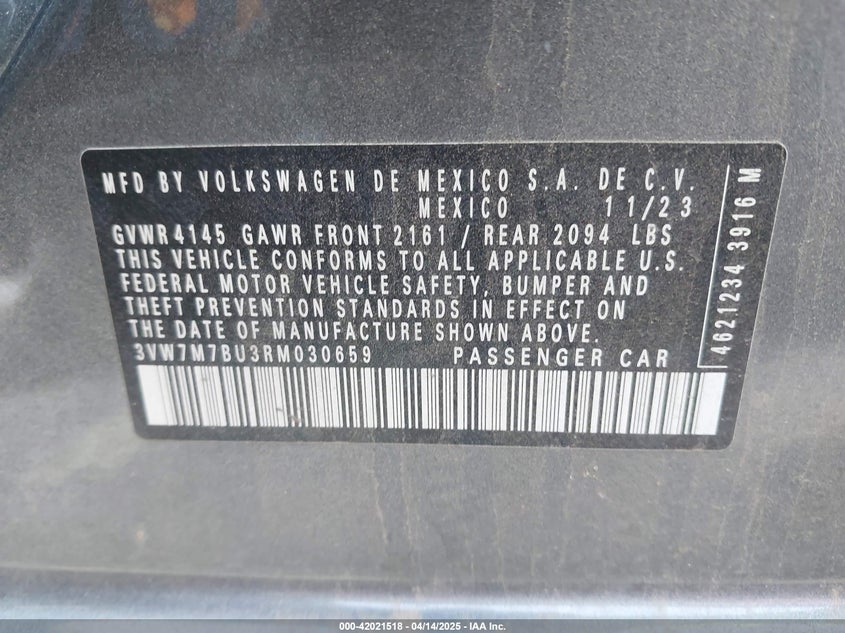 MFD BY VOLKSWAGEN DE MEXICO S.A. DE C.V.
MEXICO 11/23
GVWR 4145 GAWR FRONT 2161 / REAR 2094 LBS
THIS VEHICLE CONFORMS TO ALL APPLICABLE U.S.
FEDERAL MOTOR VEHICLE SAFETY, BUMPER AND
THEFT PREVENTION STANDARDS IN EFFECT ON
THE DATE OF MANUFACTURE SHOWN ABOVE.
3VW7M7BU3RM030659 PASSENGER CAR
4621234 3916 M
000-42021518 - 04/14/2025 - IAA Inc.